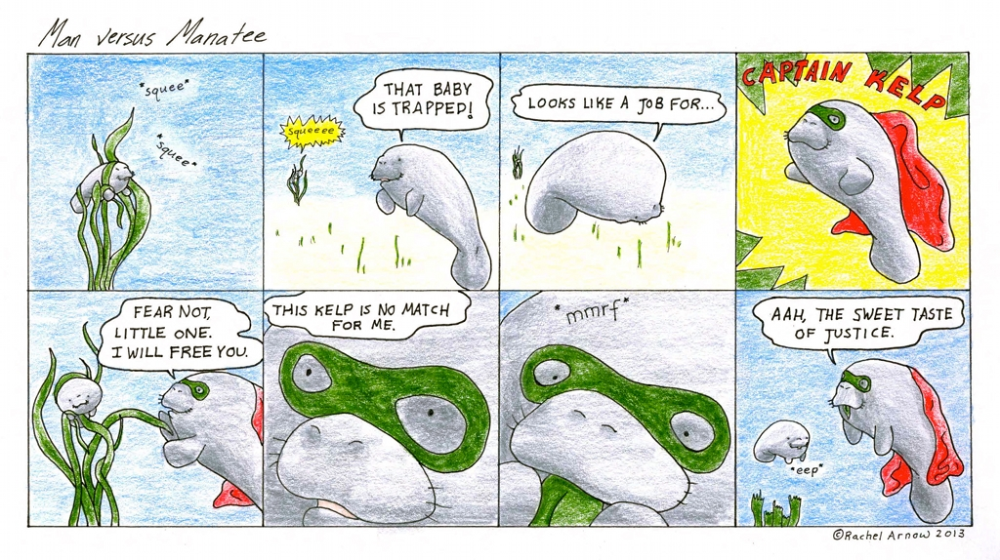 Man versus Manatee
*squee*
*squee*
squeeee
THAT BABY
IS TRAPPED!
LOOKS LIKE A JOB FOR...
CAPTAIN KELP
FEAR NOT,
LITTLE ONE.
I WILL FREE YOU.
THIS KELP IS NO MATCH
FOR ME.
*mmrf*
AAH, THE SWEET TASTE
OF JUSTICE.
*eep*
©Rachel Arnow 2013